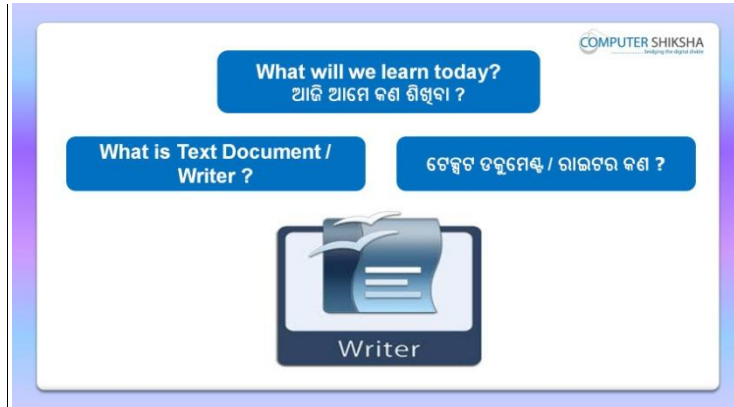 COMPUTER SHIKSHA
bridging the digital divide
What will we learn today?
ଆଜି ଆମେ କଣ ଶିଖିବା ?
What is Text Document /
Writer ?
ଟେକ୍ସଟ ଡକୁମେଣ୍ଟ / ରାଇଟର କଣ ?
Writer